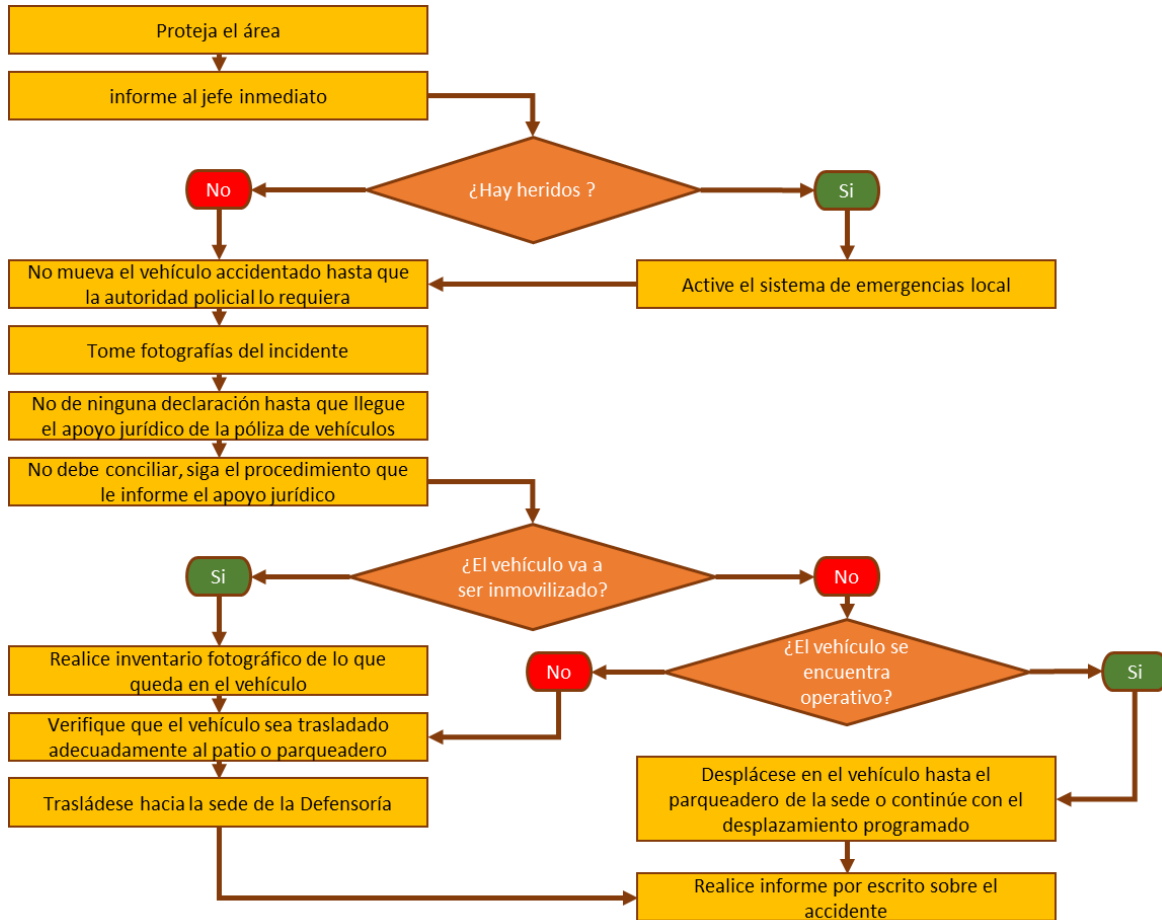 Proteja el área
informe al jefe inmediato
¿Hay heridos ?
No
Si
No mueva el vehículo accidentado hasta que
la autoridad policial lo requiera
Active el sistema de emergencias local
Tome fotografías del incidente
No de ninguna declaración hasta que llegue
el apoyo jurídico de la póliza de vehículos
No debe conciliar, siga el procedimiento que
le informe el apoyo jurídico
¿El vehículo va a
ser inmovilizado?
Si
No
Realice inventario fotográfico de lo que
queda en el vehículo
¿El vehículo se
encuentra
operativo?
No
Si
Verifique que el vehículo sea trasladado
adecuadamente al patio o parqueadero
Trasládese hacia la sede de la Defensoría
Desplácese en el vehículo hasta el
parqueadero de la sede o continúe con el
desplazamiento programado
Realice informe por escrito sobre el
accidente